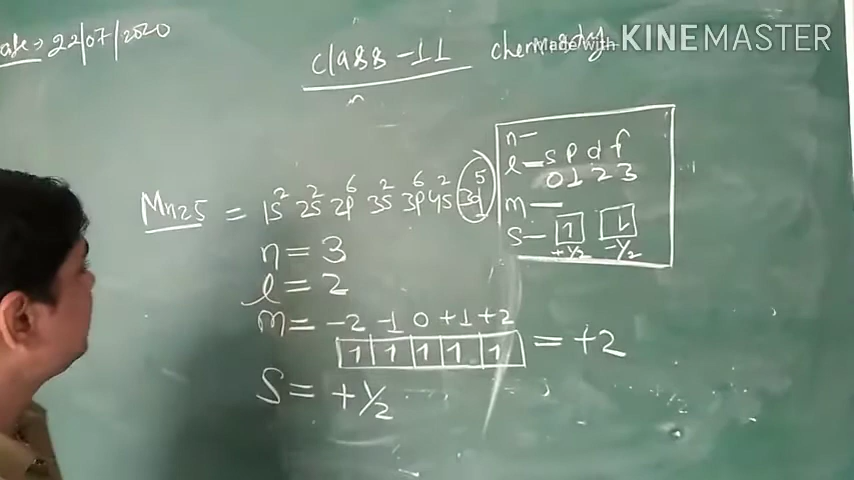 Date → 22/07/2020
class-11 chemistry
Made with KINEMASTER
n-
l- s p d f
0 1 2 3
m-
s- 1 1
+1/2 -1/2
Mn25 = 1s² 2s² 2p⁶ 3s² 3p⁶ 4s² 3d⁵
n = 3
l = 2
m = -2 -1 0 +1 +2
1 1 1 1 1 = +2
S = +1/2